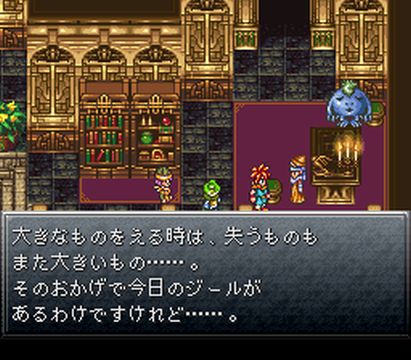 大きなものをえる時は、失うものも
また大きいもの……。
そのおかげで今日のジールが
あるわけですけれど……。